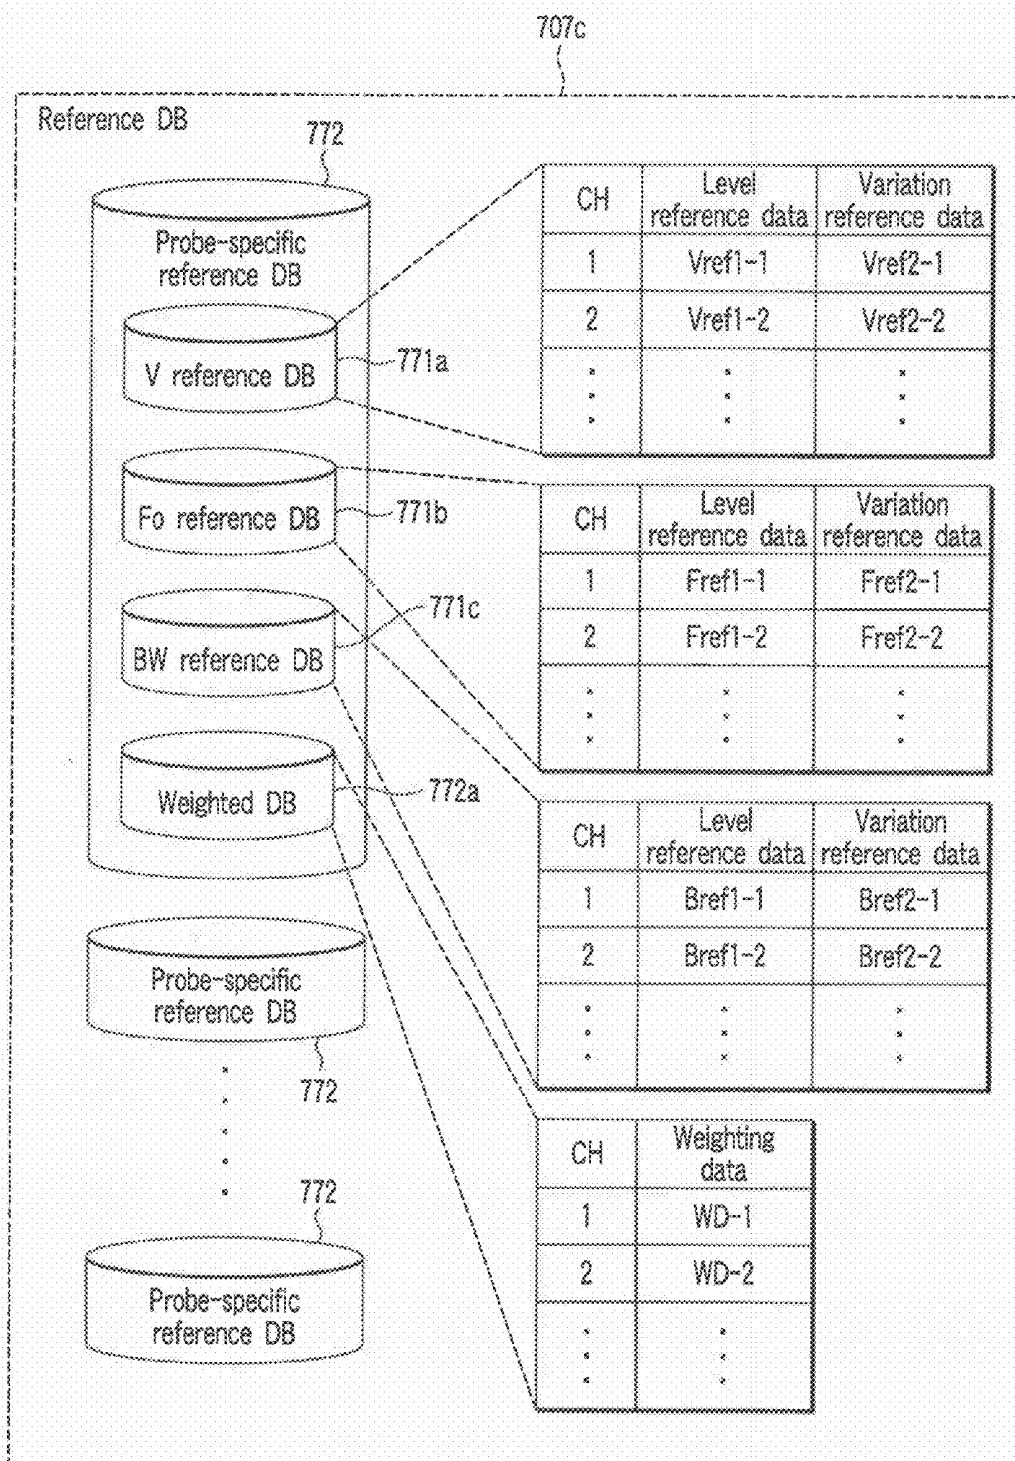 707c
Reference DB
772
Probe-specific
reference DB
V reference DB
771a
Fo reference DB
771b
BW reference DB
771c
Weighted DB
772a
Probe-specific
reference DB
772
772
Probe-specific
reference DB
CH Level reference data Variation reference data
1 Vref1-1 Vref2-1
2 Vref1-2 Vref2-2
CH Level reference data Variation reference data
1 Fref1-1 Fref2-1
2 Fref1-2 Fref2-2
CH Level reference data Variation reference data
1 Bref1-1 Bref2-1
2 Bref1-2 Bref2-2
CH Weighting data
1 WD-1
2 WD-2